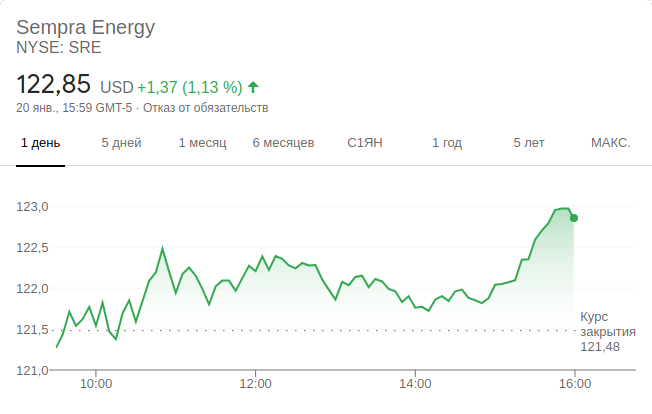 Sempra Energy
NYSE: SRE
122,85 USD +1,37 (1,13 %)
20 янв., 15:59 GMT-5 · Отказ от обязательств
1 день 5 дней 1 месяц 6 месяцев С1ЯН 1 год 5 лет МАКС.
123,0
122,5
122,0
121,5
121,0
Курс
закрытия
121,48
10:00 12:00 14:00 16:00